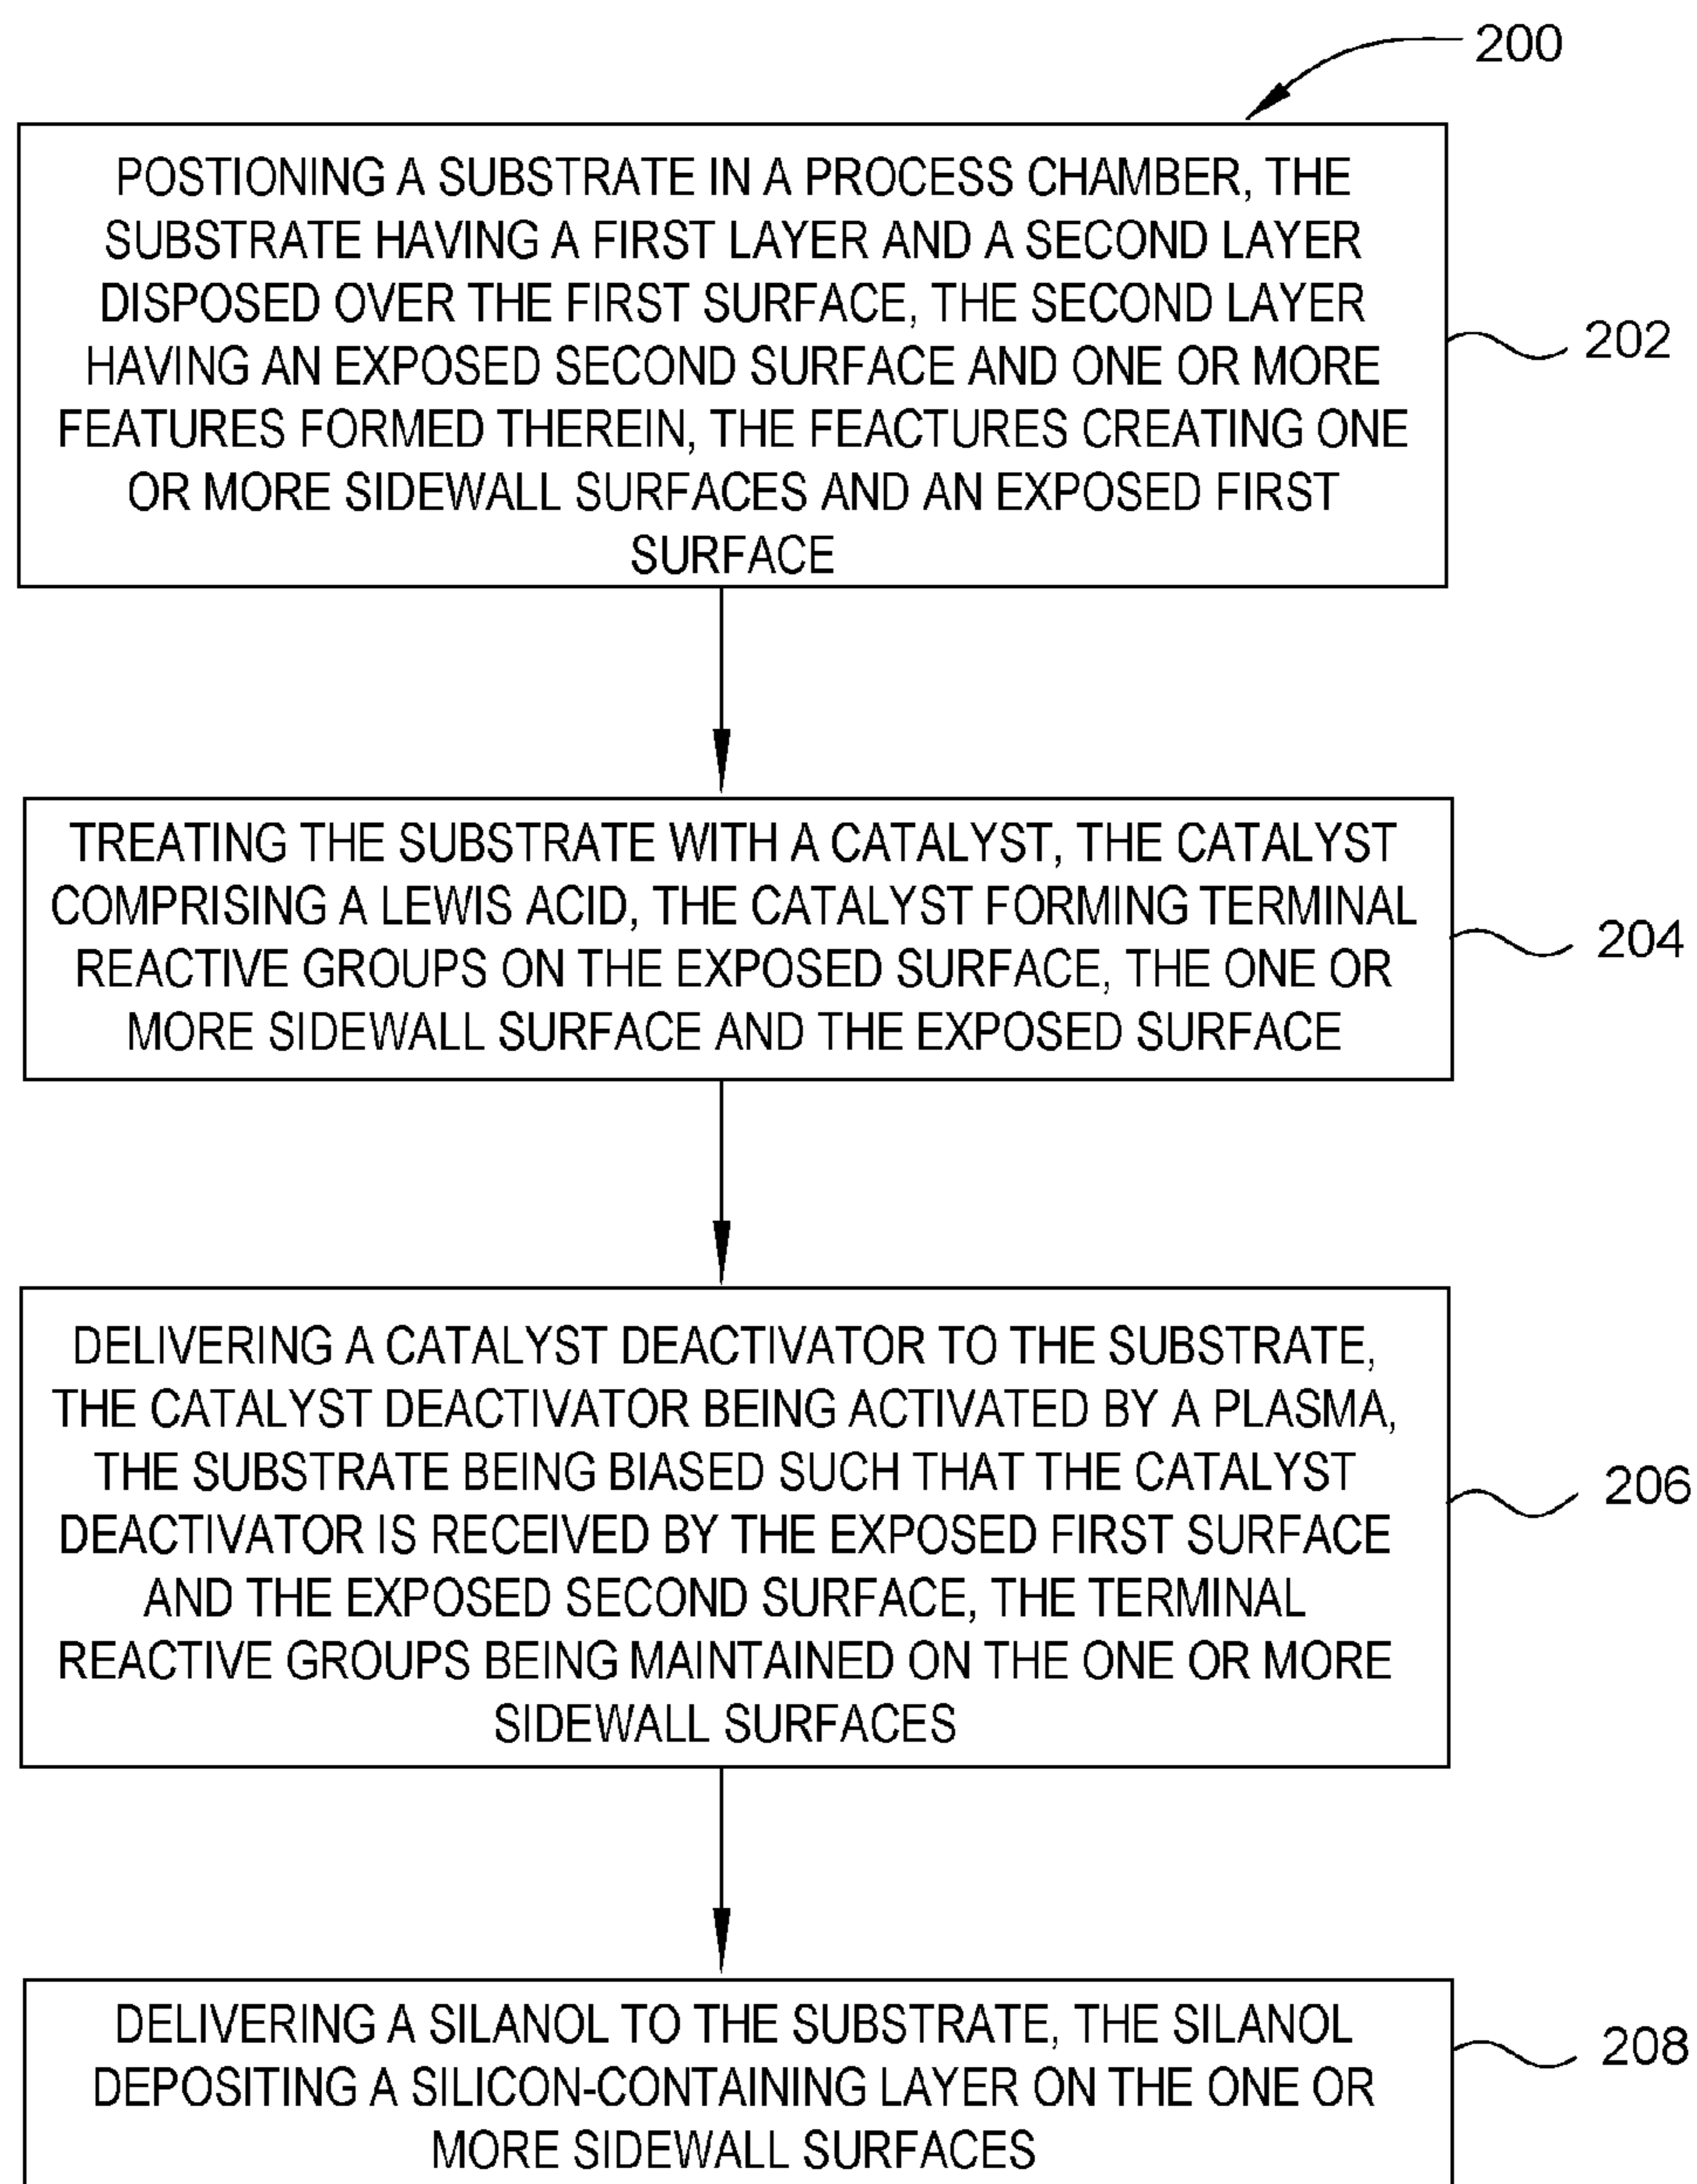 200
POSTIONING A SUBSTRATE IN A PROCESS CHAMBER, THE
SUBSTRATE HAVING A FIRST LAYER AND A SECOND LAYER
DISPOSED OVER THE FIRST SURFACE, THE SECOND LAYER
HAVING AN EXPOSED SECOND SURFACE AND ONE OR MORE
FEATURES FORMED THEREIN, THE FEACTURES CREATING ONE
OR MORE SIDEWALL SURFACES AND AN EXPOSED FIRST
SURFACE
202
TREATING THE SUBSTRATE WITH A CATALYST, THE CATALYST
COMPRISING A LEWIS ACID, THE CATALYST FORMING TERMINAL
REACTIVE GROUPS ON THE EXPOSED SURFACE, THE ONE OR
MORE SIDEWALL SURFACE AND THE EXPOSED SURFACE
204
DELIVERING A CATALYST DEACTIVATOR TO THE SUBSTRATE,
THE CATALYST DEACTIVATOR BEING ACTIVATED BY A PLASMA,
THE SUBSTRATE BEING BIASED SUCH THAT THE CATALYST
DEACTIVATOR IS RECEIVED BY THE EXPOSED FIRST SURFACE
AND THE EXPOSED SECOND SURFACE, THE TERMINAL
REACTIVE GROUPS BEING MAINTAINED ON THE ONE OR MORE
SIDEWALL SURFACES
206
DELIVERING A SILANOL TO THE SUBSTRATE, THE SILANOL
DEPOSITING A SILICON-CONTAINING LAYER ON THE ONE OR
MORE SIDEWALL SURFACES
208